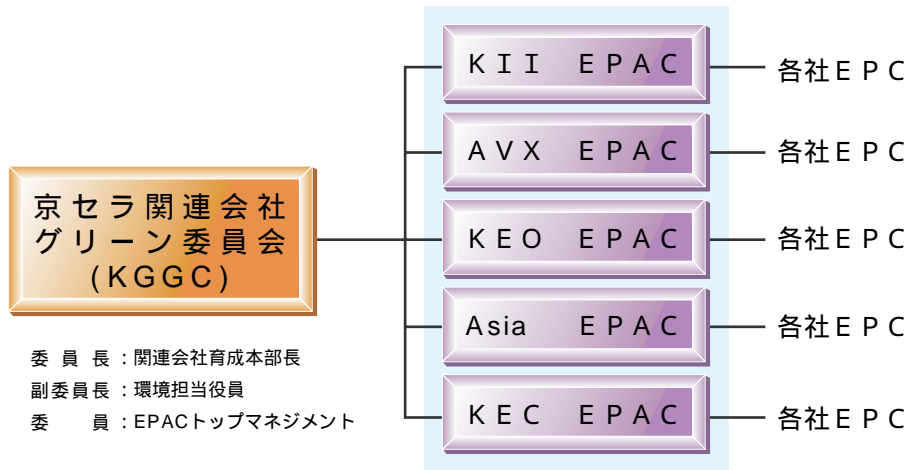 京セラ関連会社
グリーン委員会
(KGGC)
委員長：関連会社育成本部長
副委員長：環境担当役員
委　員：EPACトップマネジメント
KII EPAC
各社EPC
AVX EPAC
各社EPC
KEO EPAC
各社EPC
Asia EPAC
各社EPC
KEC EPAC
各社EPC